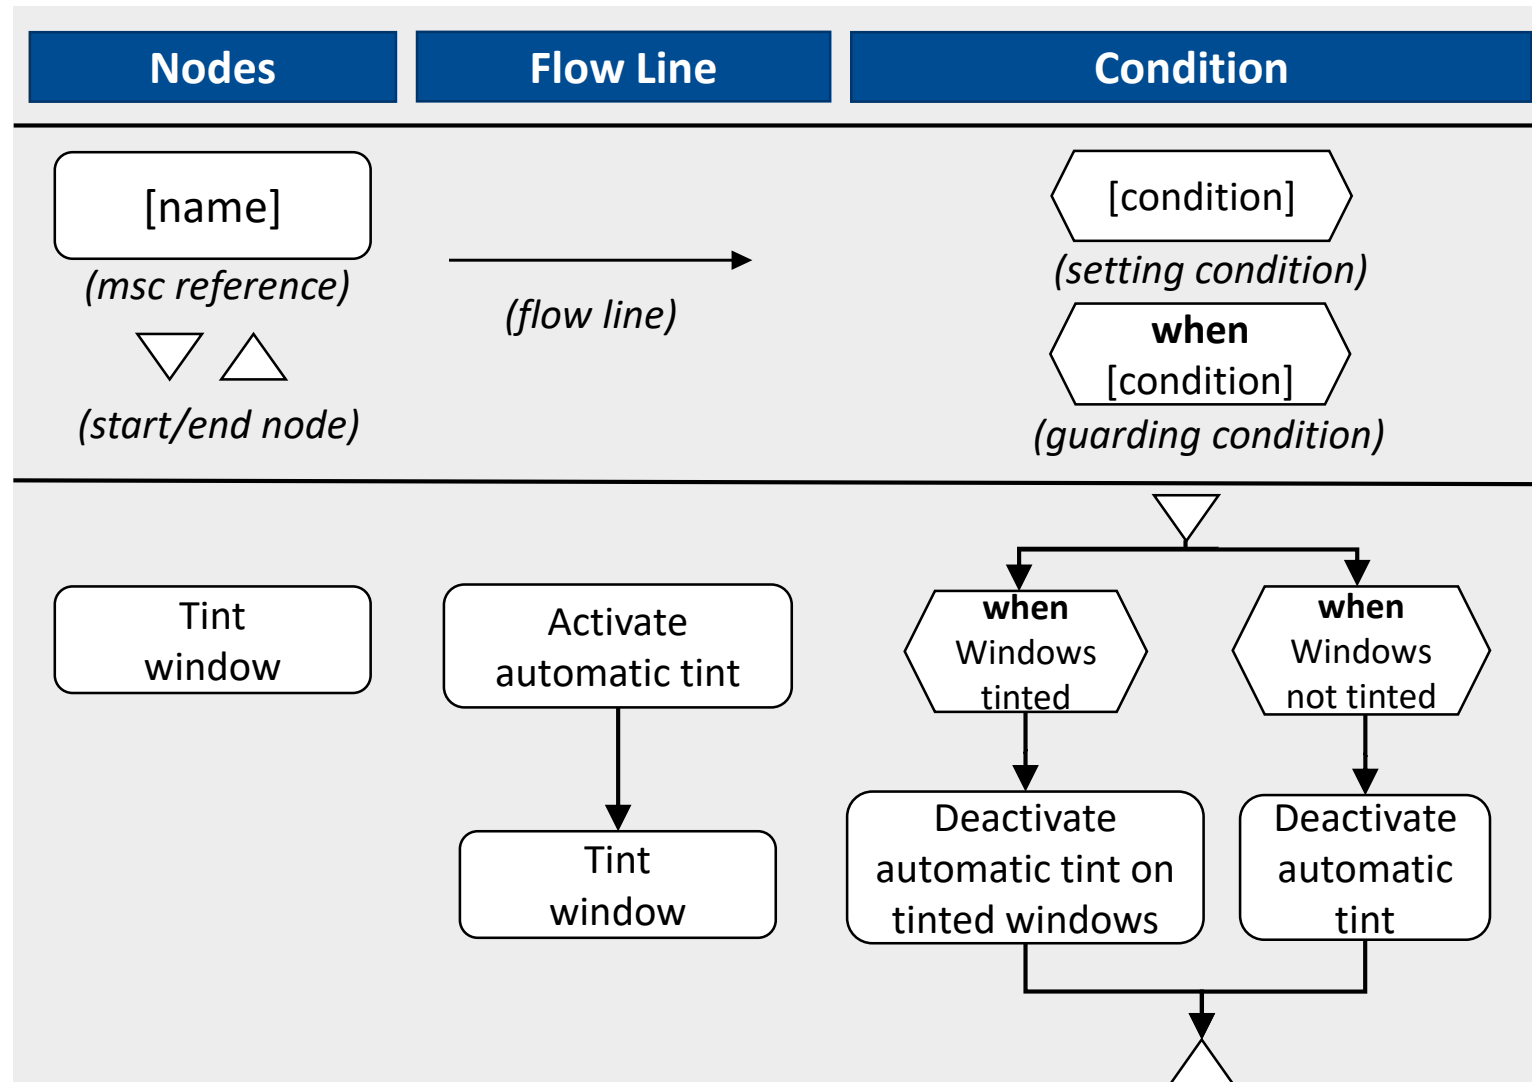 Nodes
Flow Line
Condition
[name]
(msc reference)
(start/end node)
(flow line)
[condition]
(setting condition)
when
[condition]
(guarding condition)
Tint
window
Activate
automatic tint
Tint
window
when
Windows
tinted
when
Windows
not tinted
Deactivate
automatic tint on
tinted windows
Deactivate
automatic
tint